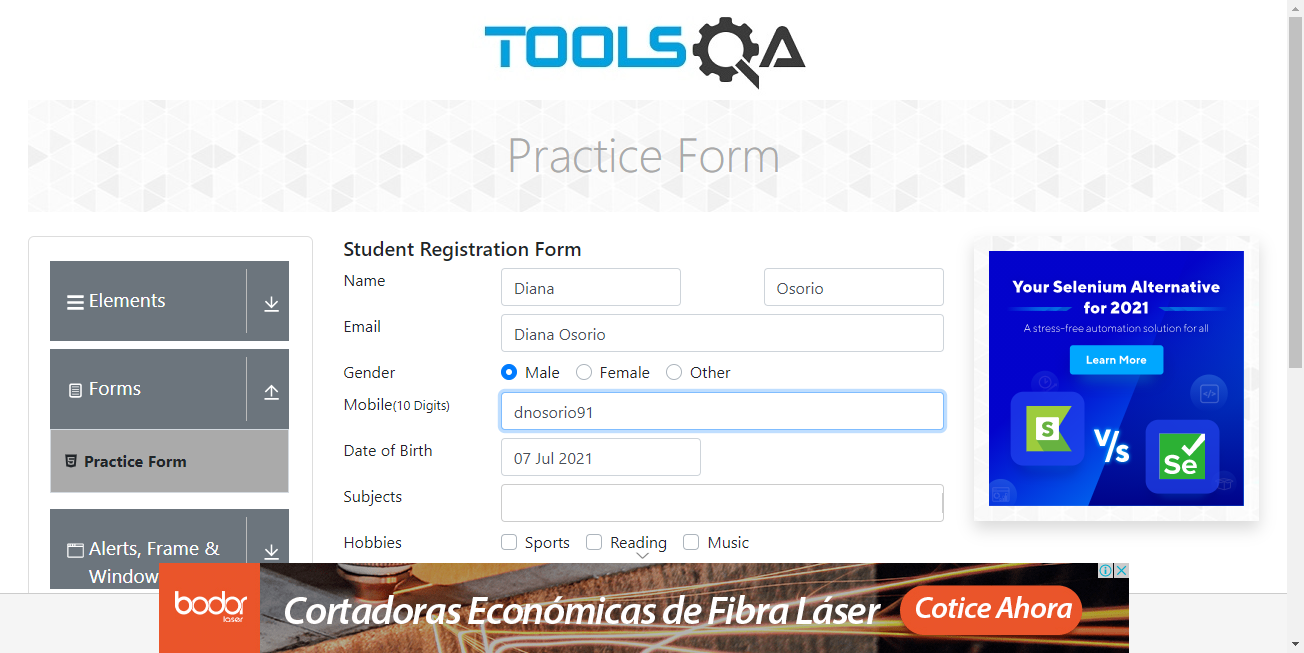 TOOLSQA
Practice Form
Elements
Forms
Practice Form
Alerts, Frame &
Window
Student Registration Form
Name
Diana
Osorio
Email
Diana Osorio
Gender
Male
Female
Other
Mobile(10 Digits)
dnosorio91
Date of Birth
07 Jul 2021
Subjects
Hobbies
Sports
Reading
Music
Your Selenium Alternative
for 2021
A stress-free automation solution for all
Learn More
S
V/s
Se
bodor
laser
Cortadoras Económicas de Fibra Láser
Cotice Ahora